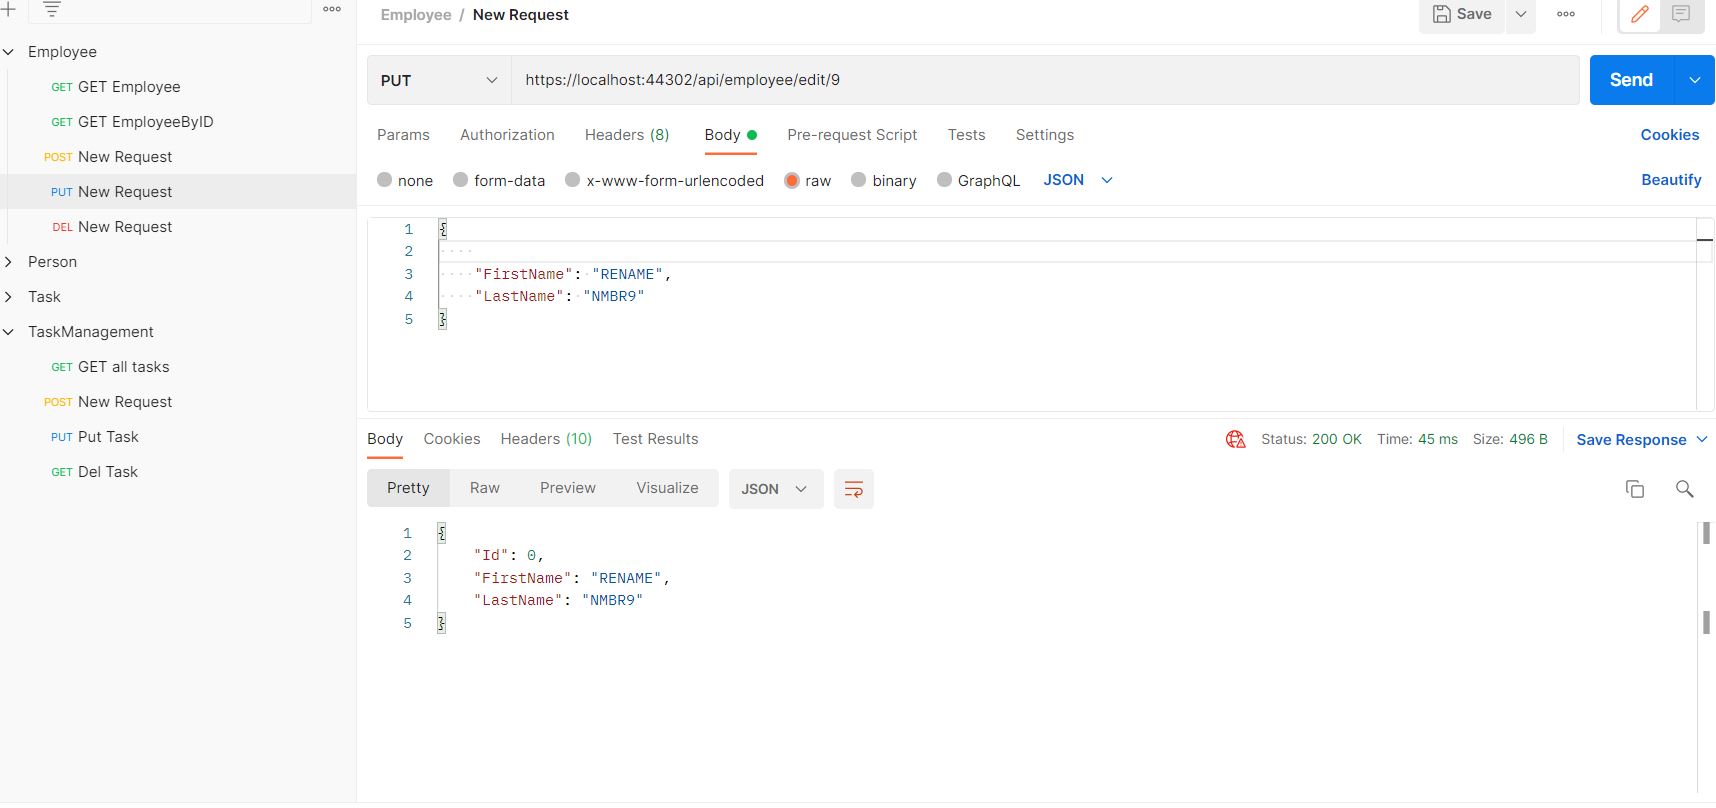 Employee / New Request
Save
Employee
GET GET Employee
GET GET EmployeeByID
POST New Request
PUT New Request
DEL New Request
Person
Task
TaskManagement
GET GET all tasks
POST New Request
PUT Put Task
GET Del Task
PUT https://localhost:44302/api/employee/edit/9
Send
Params Authorization Headers (8) Body Pre-request Script Tests Settings Cookies
none form-data x-www-form-urlencoded raw binary GraphQL JSON Beautify
1 {
2
3 "FirstName": "RENAME",
4 "LastName": "NMBR9"
5 }
Body Cookies Headers (10) Test Results Status: 200 OK Time: 45 ms Size: 496 B Save Response
Pretty Raw Preview Visualize JSON
1 {
2 "Id": 0,
3 "FirstName": "RENAME",
4 "LastName": "NMBR9"
5 }